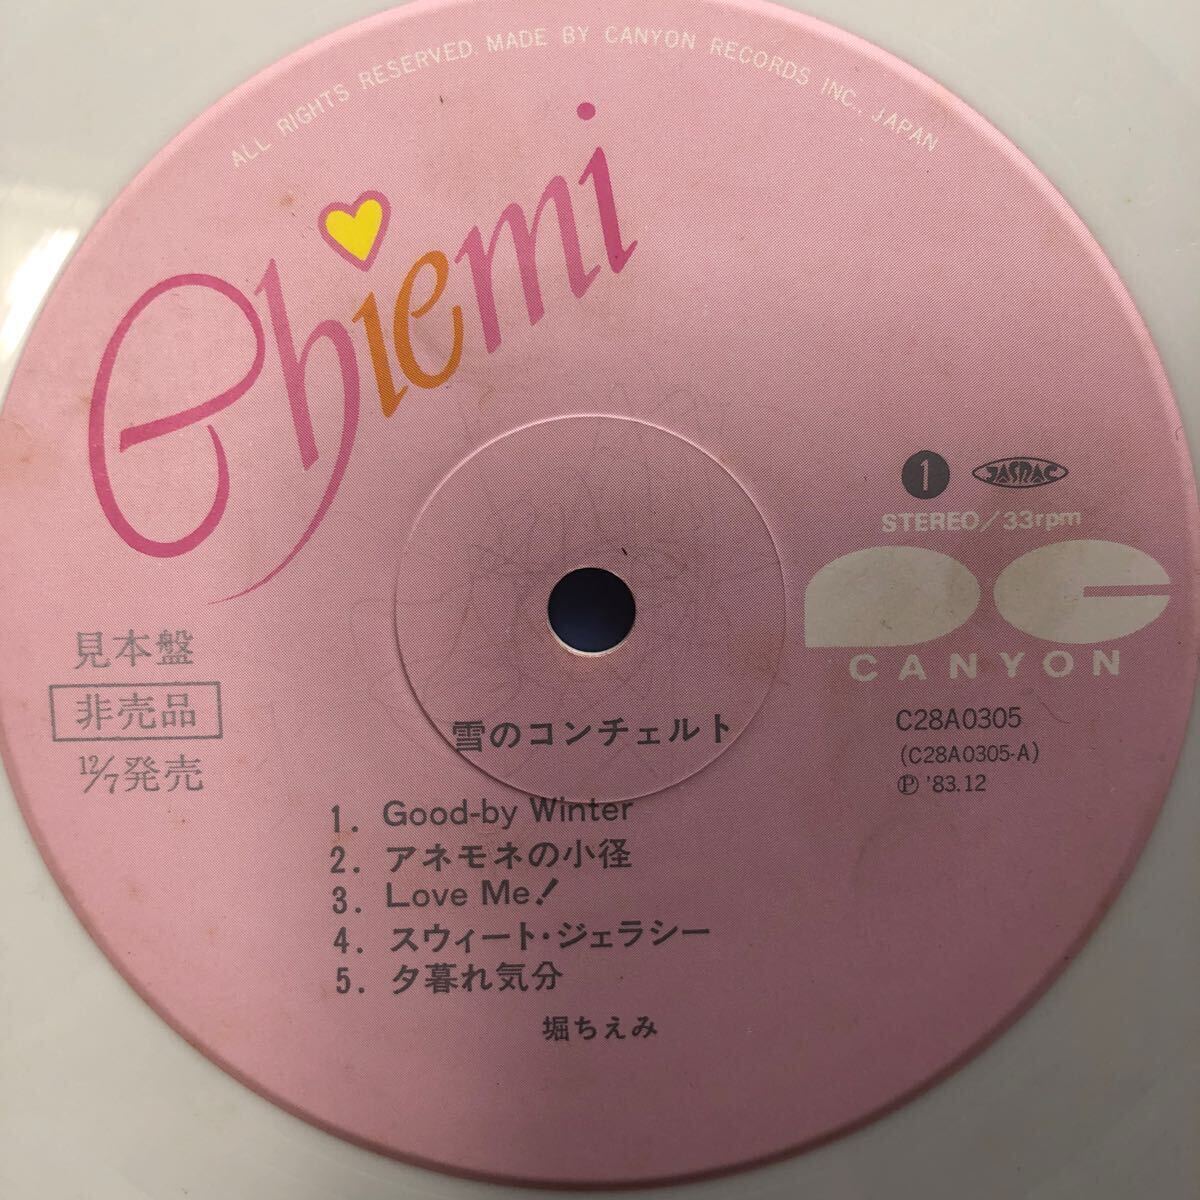 ALL RIGHTS RESERVED. MADE BY CANYON RECORDS INC., JAPAN
Chiemi
1 JASRAC
STEREO/33rpm
CANYON
見本盤
非売品
12/7発売
C28A0305
(C28A0305-A)
Ⓟ '83.12
雪のコンチェルト
1. Good-by Winter
2. アネモネの小径
3. Love Me!
4. スウィート・ジェラシー
5. 夕暮れ気分
堀ちえみ